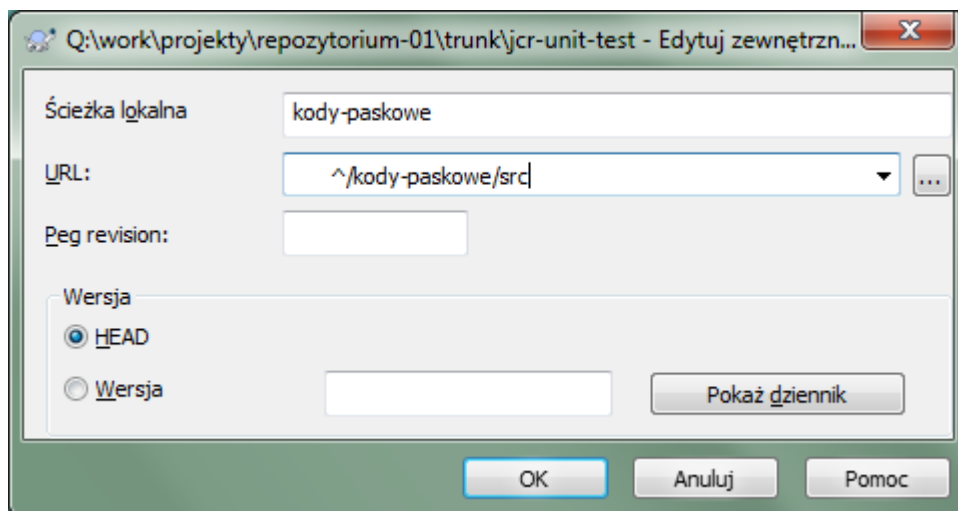 Q:\work\projekty\repozytorium-01\trunk\jcr-unit-test - Edytuj zewnętrzn...
Ścieżka lokalna
kody-paskowe
URL:
^/kody-paskowe/src
...
Peg revision:
Wersja
HEAD
Wersja
Pokaż dziennik
OK
Anuluj
Pomoc